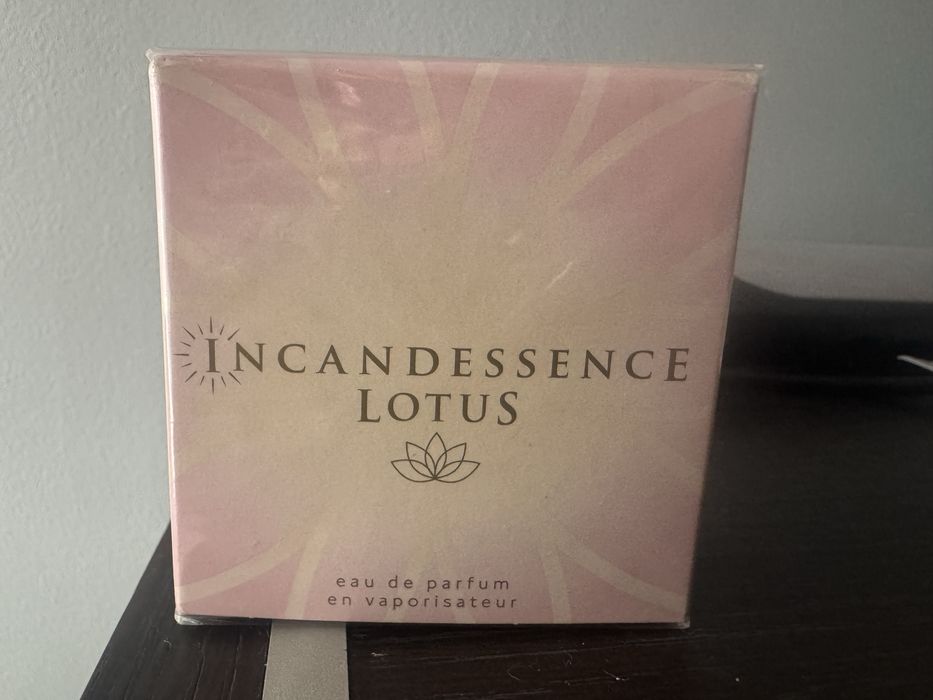 INCANDESSENCE
LOTUS
eau de parfum
en vaporisateur